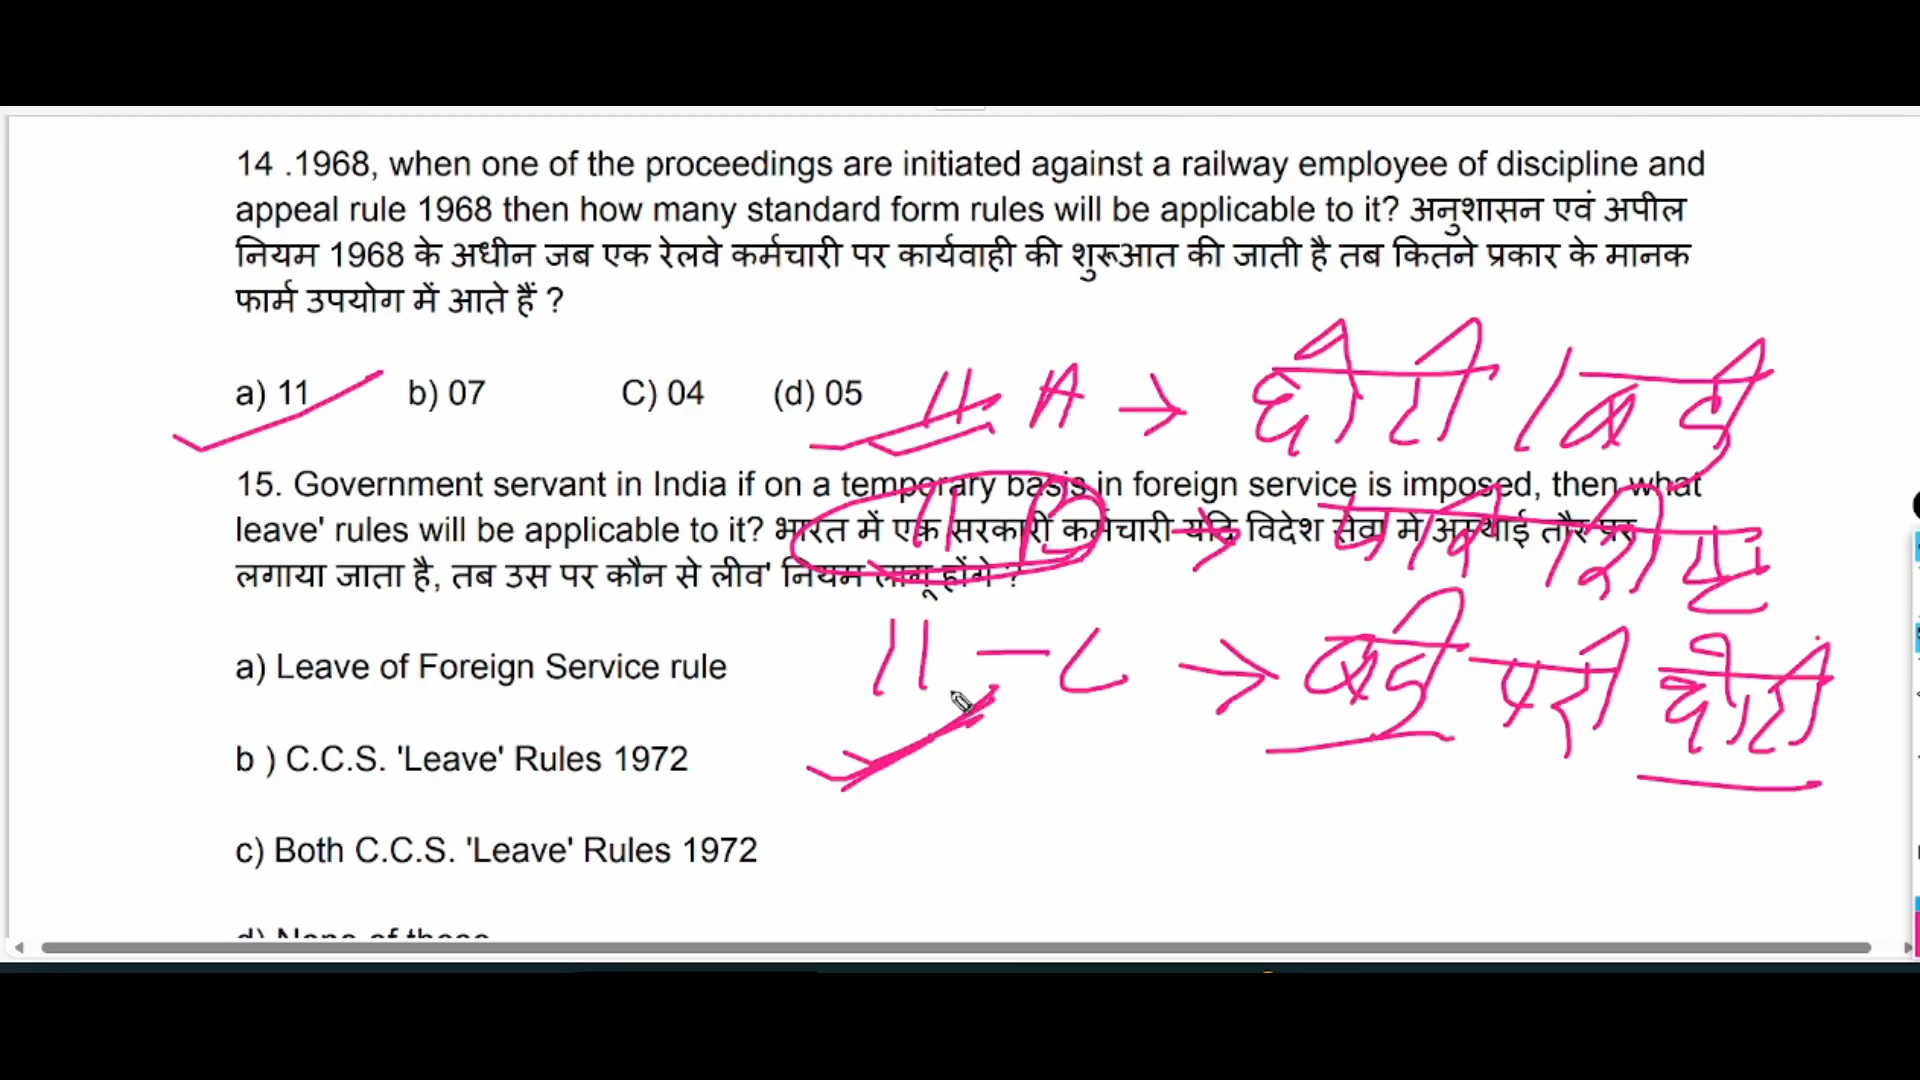 14 .1968, when one of the proceedings are initiated against a railway employee of discipline and
appeal rule 1968 then how many standard form rules will be applicable to it? अनुशासन एवं अपील
नियम 1968 के अधीन जब एक रेलवे कर्मचारी पर कार्यवाही की शुरूआत की जाती है तब कितने प्रकार के मानक
फार्म उपयोग में आते हैं ?
a) 11 b) 07 C) 04 (d) 05
11 A →
15. Government servant in India if on a temporary basis in foreign service is imposed, then what
leave' rules will be applicable to it? भारत में एक सरकारी कर्मचारी यदि विदेश सेवा में अस्थाई तौर पर
लगाया जाता है, तब उस पर कौन से लीव' नियम लागू होंगे ?
11 B →
a) Leave of Foreign Service rule
11 - C →
b ) C.C.S. 'Leave' Rules 1972
c) Both C.C.S. 'Leave' Rules 1972
d) None of these